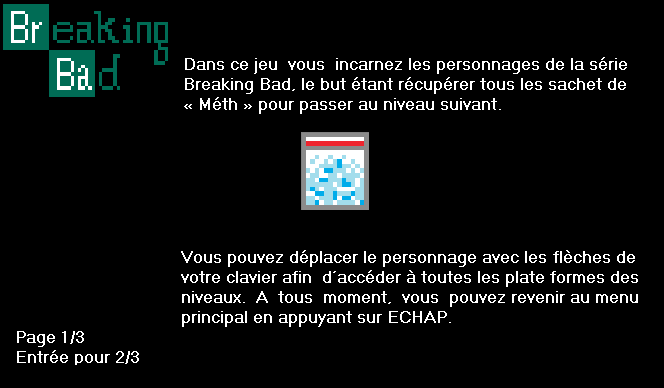 Breaking
Bad
Dans ce jeu vous incarnez les personnages de la série
Breaking Bad, le but étant récupérer tous les sachet de
« Méth » pour passer au niveau suivant.
Vous pouvez déplacer le personnage avec les flèches de
votre clavier afin d'accéder à toutes les plate formes des
niveaux. A tous moment, vous pouvez revenir au menu
principal en appuyant sur ECHAP.
Page 1/3
Entrée pour 2/3